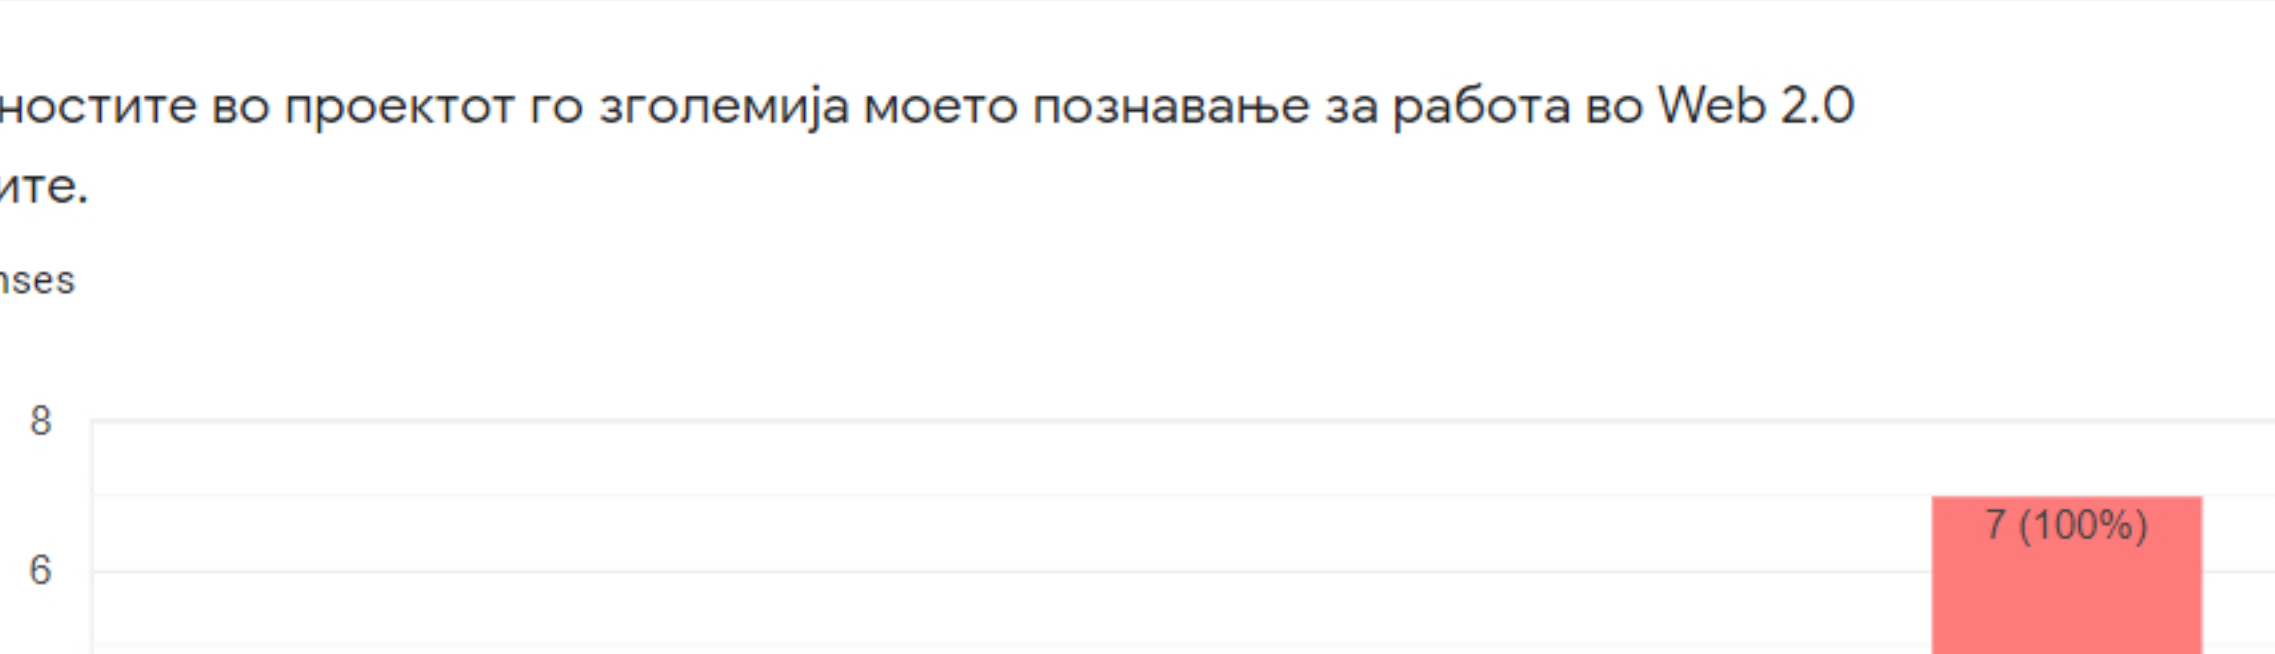 ностите во проектот го зголемија моето познавање за работа во Web 2.0
ите.
nses
8
7 (100%)
6